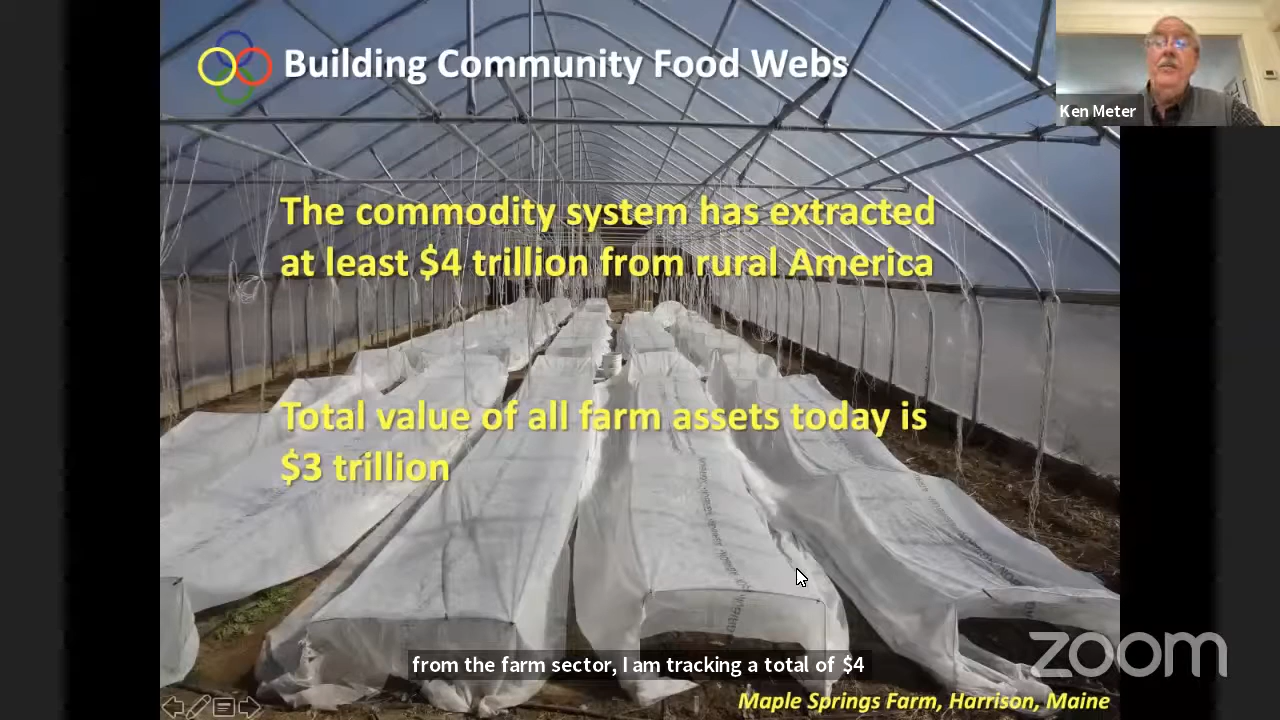 Building Community Food Webs
Ken Meter
The commodity system has extracted
at least $4 trillion from rural America
Total value of all farm assets today is
$3 trillion
from the farm sector, I am tracking a total of $4
zoom
Maple Springs Farm, Harrison, Maine